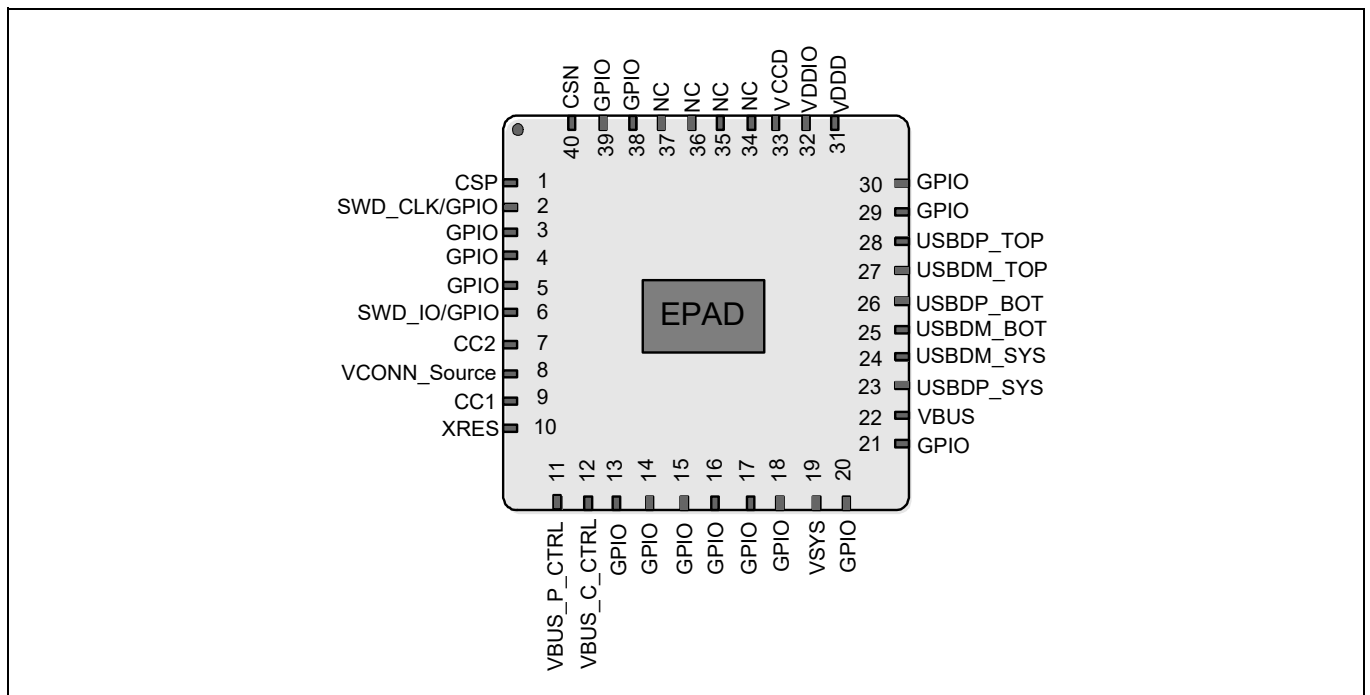 CSN
GPIO
GPIO
NC
NC
NC
NC
VCCD
VDDIO
VDDD
40
39
38
37
36
35
34
33
32
31
CSP 1
SWD_CLK/GPIO 2
GPIO 3
GPIO 4
GPIO 5
SWD_IO/GPIO 6
CC2 7
VCONN_Source 8
CC1 9
XRES 10
EPAD
30 GPIO
29 GPIO
28 USBDP_TOP
27 USBDM_TOP
26 USBDP_BOT
25 USBDM_BOT
24 USBDM_SYS
23 USBDP_SYS
22 VBUS
21 GPIO
11
12
13
14
15
16
17
18
19
20
VBUS_P_CTRL
VBUS_C_CTRL
GPIO
GPIO
GPIO
GPIO
GPIO
GPIO
VSYS
GPIO